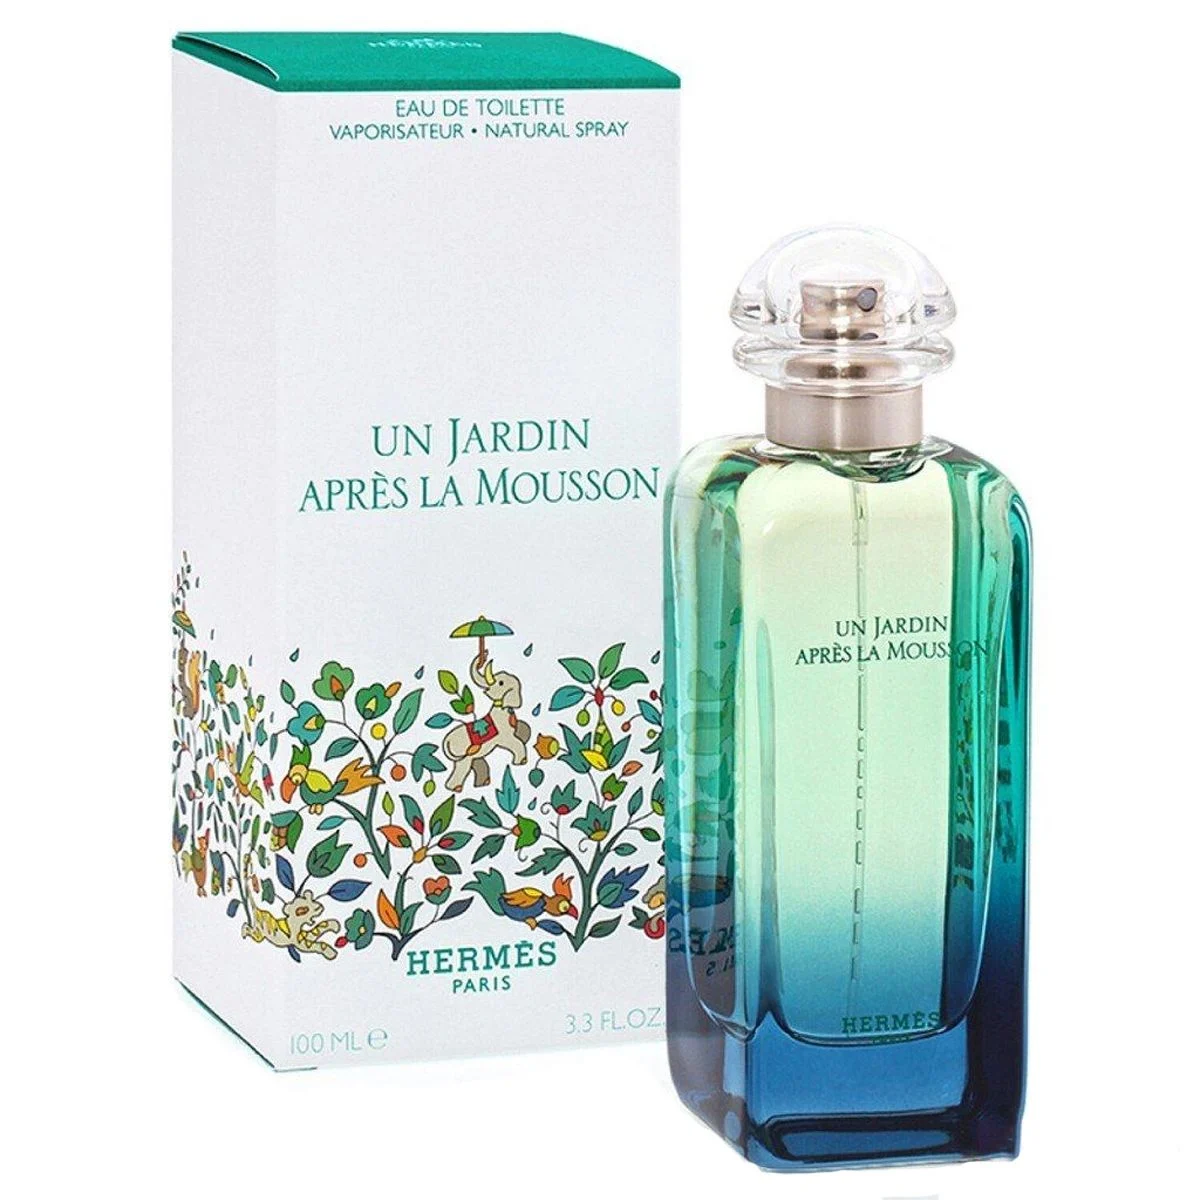 HERMÈS
EAU DE TOILETTE
VAPORISATEUR • NATURAL SPRAY
UN JARDIN
APRÈS LA MOUSSON
HERMÈS
PARIS
100 ML e
3.3 FL.OZ.
UN JARDIN
APRÈS LA MOUSSON
HERMÈS
PARIS